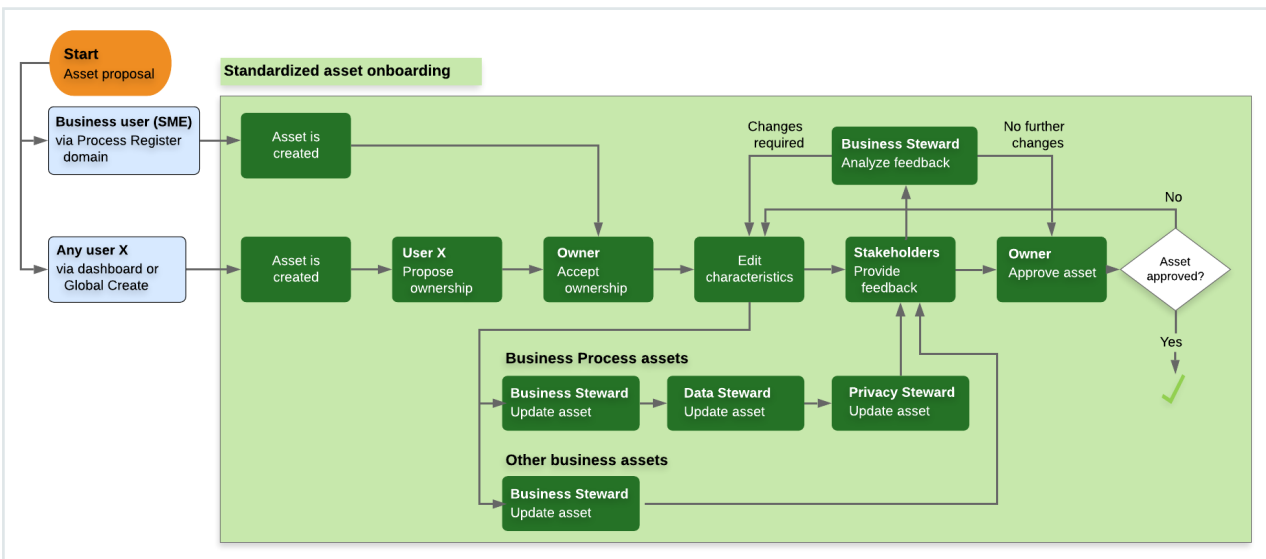 Start
Asset proposal
Standardized asset onboarding
Business user (SME)
via Process Register
domain
Asset is
created
Changes
required
Business Steward
Analyze feedback
No further
changes
No
Any user X
via dashboard or
Global Create
Asset is
created
User X
Propose
ownership
Owner
Accept
ownership
Edit
characteristics
Stakeholders
Provide
feedback
Owner
Approve asset
Asset
approved?
Yes
Business Process assets
Business Steward
Update asset
Data Steward
Update asset
Privacy Steward
Update asset
Other business assets
Business Steward
Update asset